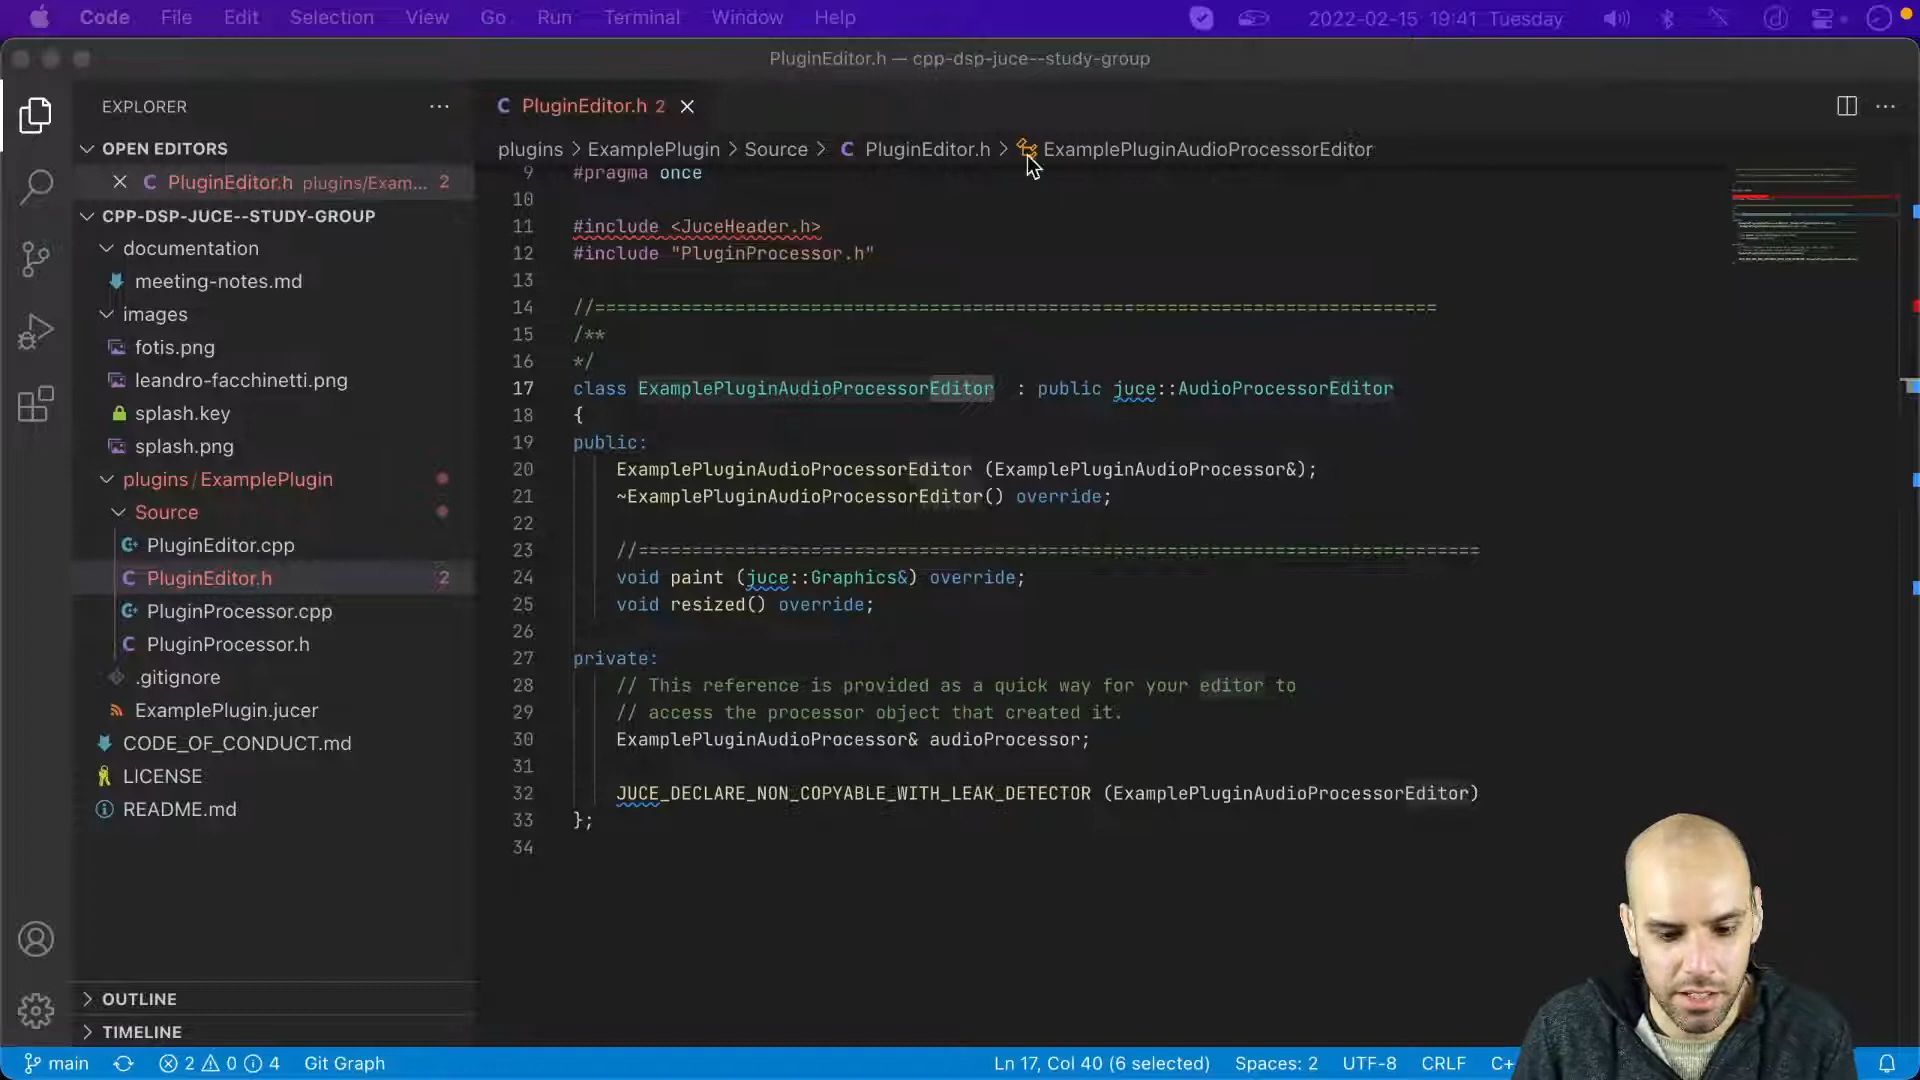 Code File Edit Selection View Go Run Terminal Window Help 2022-02-15 19:41 Tuesday
PluginEditor.h — cpp-dsp-juce--study-group
EXPLORER
OPEN EDITORS
PluginEditor.h plugins/Exam... 2
CPP-DSP-JUCE--STUDY-GROUP
documentation
meeting-notes.md
images
fotis.png
leandro-facchinetti.png
splash.key
splash.png
plugins/ExamplePlugin
Source
PluginEditor.cpp
PluginEditor.h 2
PluginProcessor.cpp
PluginProcessor.h
.gitignore
ExamplePlugin.jucer
CODE_OF_CONDUCT.md
LICENSE
README.md
OUTLINE
TIMELINE
PluginEditor.h 2
plugins > ExamplePlugin > Source > PluginEditor.h > ExamplePluginAudioProcessorEditor
9 #pragma once
10
11 #include <JuceHeader.h>
12 #include "PluginProcessor.h"
13
14 //==============================================================================
15 /**
16 */
17 class ExamplePluginAudioProcessorEditor  : public juce::AudioProcessorEditor
18 {
19 public:
20     ExamplePluginAudioProcessorEditor (ExamplePluginAudioProcessor&);
21     ~ExamplePluginAudioProcessorEditor() override;
22
23     //==============================================================================
24     void paint (juce::Graphics&) override;
25     void resized() override;
26
27 private:
28     // This reference is provided as a quick way for your editor to
29     // access the processor object that created it.
30     ExamplePluginAudioProcessor& audioProcessor;
31
32     JUCE_DECLARE_NON_COPYABLE_WITH_LEAK_DETECTOR (ExamplePluginAudioProcessorEditor)
33 };
34
main 2 0 4 Git Graph Ln 17, Col 40 (6 selected) Spaces: 2 UTF-8 CRLF C+